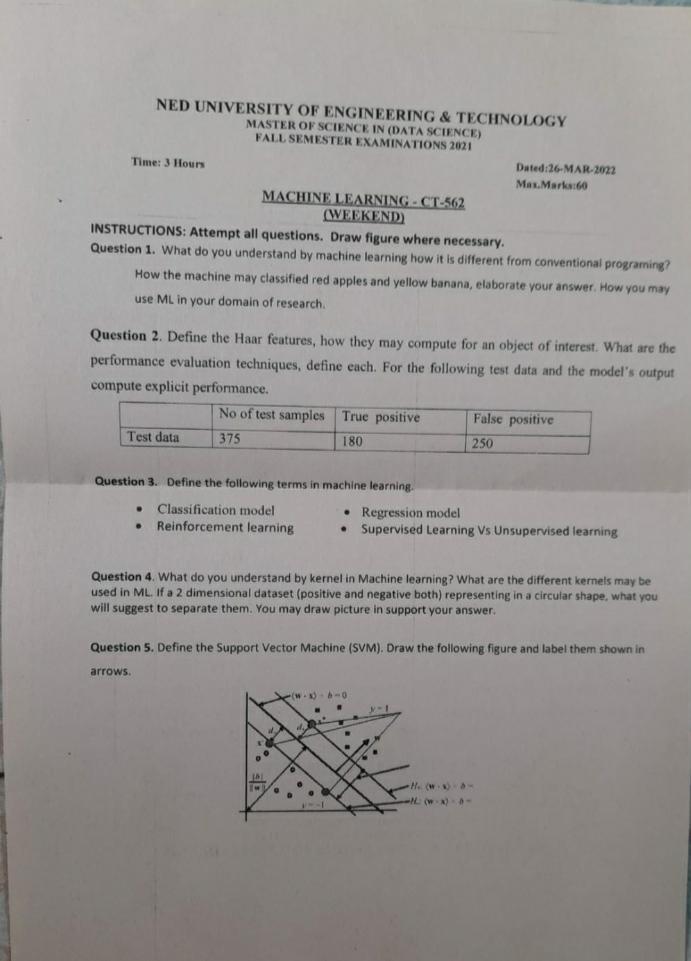 NED UNIVERSITY OF ENGINEERING & TECHNOLOGY
MASTER OF SCIENCE IN (DATA SCIENCE)
FALL SEMESTER EXAMINATIONS 2021
Time: 3 Hours
Dated:26-MAR-2022
Max.Marks:60
MACHINE LEARNING - CT-562
(WEEKEND)
INSTRUCTIONS: Attempt all questions. Draw figure where necessary.
Question 1. What do you understand by machine learning how it is different from conventional programing?
How the machine may classified red apples and yellow banana, elaborate your answer. How you may
use ML in your domain of research.
Question 2. Define the Haar features, how they may compute for an object of interest. What are the
performance evaluation techniques, define each. For the following test data and the model's output
compute explicit performance.
No of test samples True positive False positive
Test data 375 180 250
Question 3. Define the following terms in machine learning.
• Classification model • Regression model
• Reinforcement learning • Supervised Learning Vs Unsupervised learning
Question 4. What do you understand by kernel in Machine learning? What are the different kernels may be
used in ML. If a 2 dimensional dataset (positive and negative both) representing in a circular shape, what you
will suggest to separate them. You may draw picture in support your answer.
Question 5. Define the Support Vector Machine (SVM). Draw the following figure and label them shown in
arrows.
(w · x) - b = 0
y = 1
w
|b|
||w||
y = -1
(w · x) - b =
(w · x) - b =